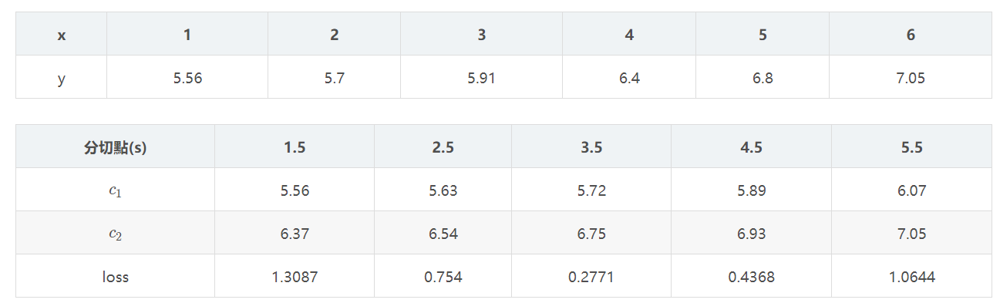 x 1 2 3 4 5 6
y 5.56 5.7 5.91 6.4 6.8 7.05
分切點(s) 1.5 2.5 3.5 4.5 5.5
c₁ 5.56 5.63 5.72 5.89 6.07
c₂ 6.37 6.54 6.75 6.93 7.05
loss 1.3087 0.754 0.2771 0.4368 1.0644